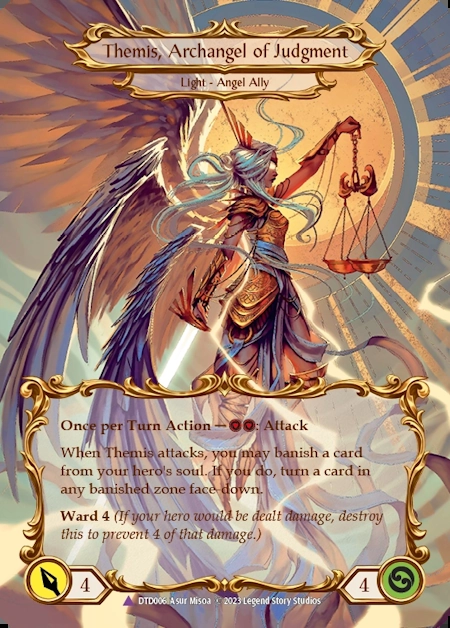 Themis, Archangel of Judgment
Light - Angel Ally
Once per Turn Action — : Attack
When Themis attacks, you may banish a card
from your hero's soul. If you do, turn a card in
any banished zone face-down.
Ward 4 (If your hero would be dealt damage, destroy
this to prevent 4 of that damage.)
4
4
DTD006 Asur Misoa • 2023 Legend Story Studios